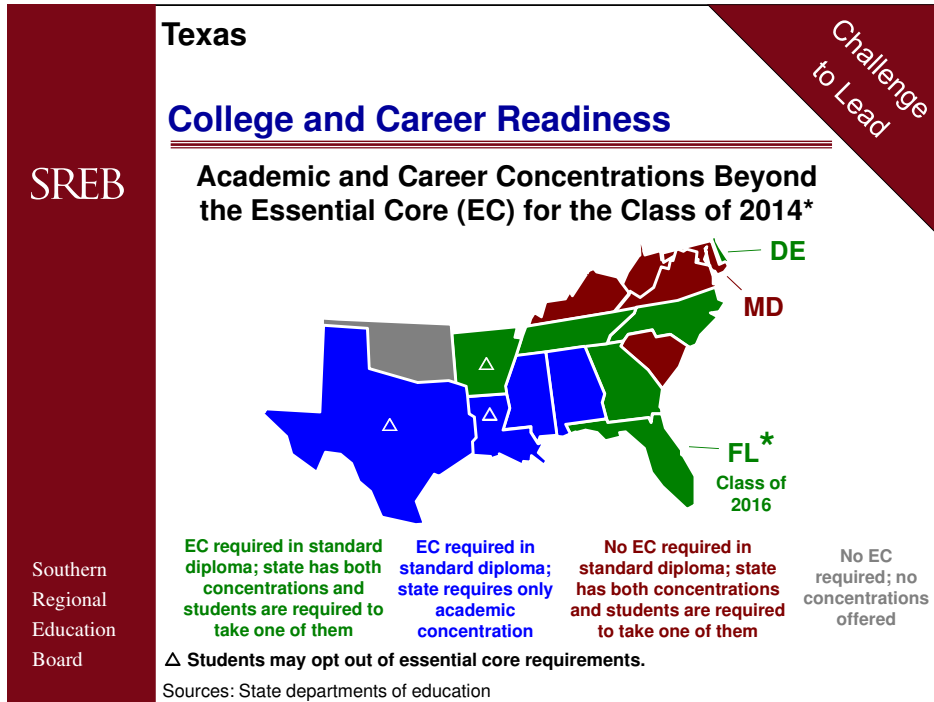 Texas
Challenge
to Lead
College and Career Readiness
SREB
Academic and Career Concentrations Beyond
the Essential Core (EC) for the Class of 2014*
DE
MD
FL*
Class of
2016
EC required in standard
diploma; state has both
concentrations and
students are required to
take one of them
EC required in
standard diploma;
state requires only
academic
concentration
No EC required in
standard diploma; state
has both concentrations
and students are required
to take one of them
No EC
required; no
concentrations
offered
Southern
Regional
Education
Board
△ Students may opt out of essential core requirements.
Sources: State departments of education